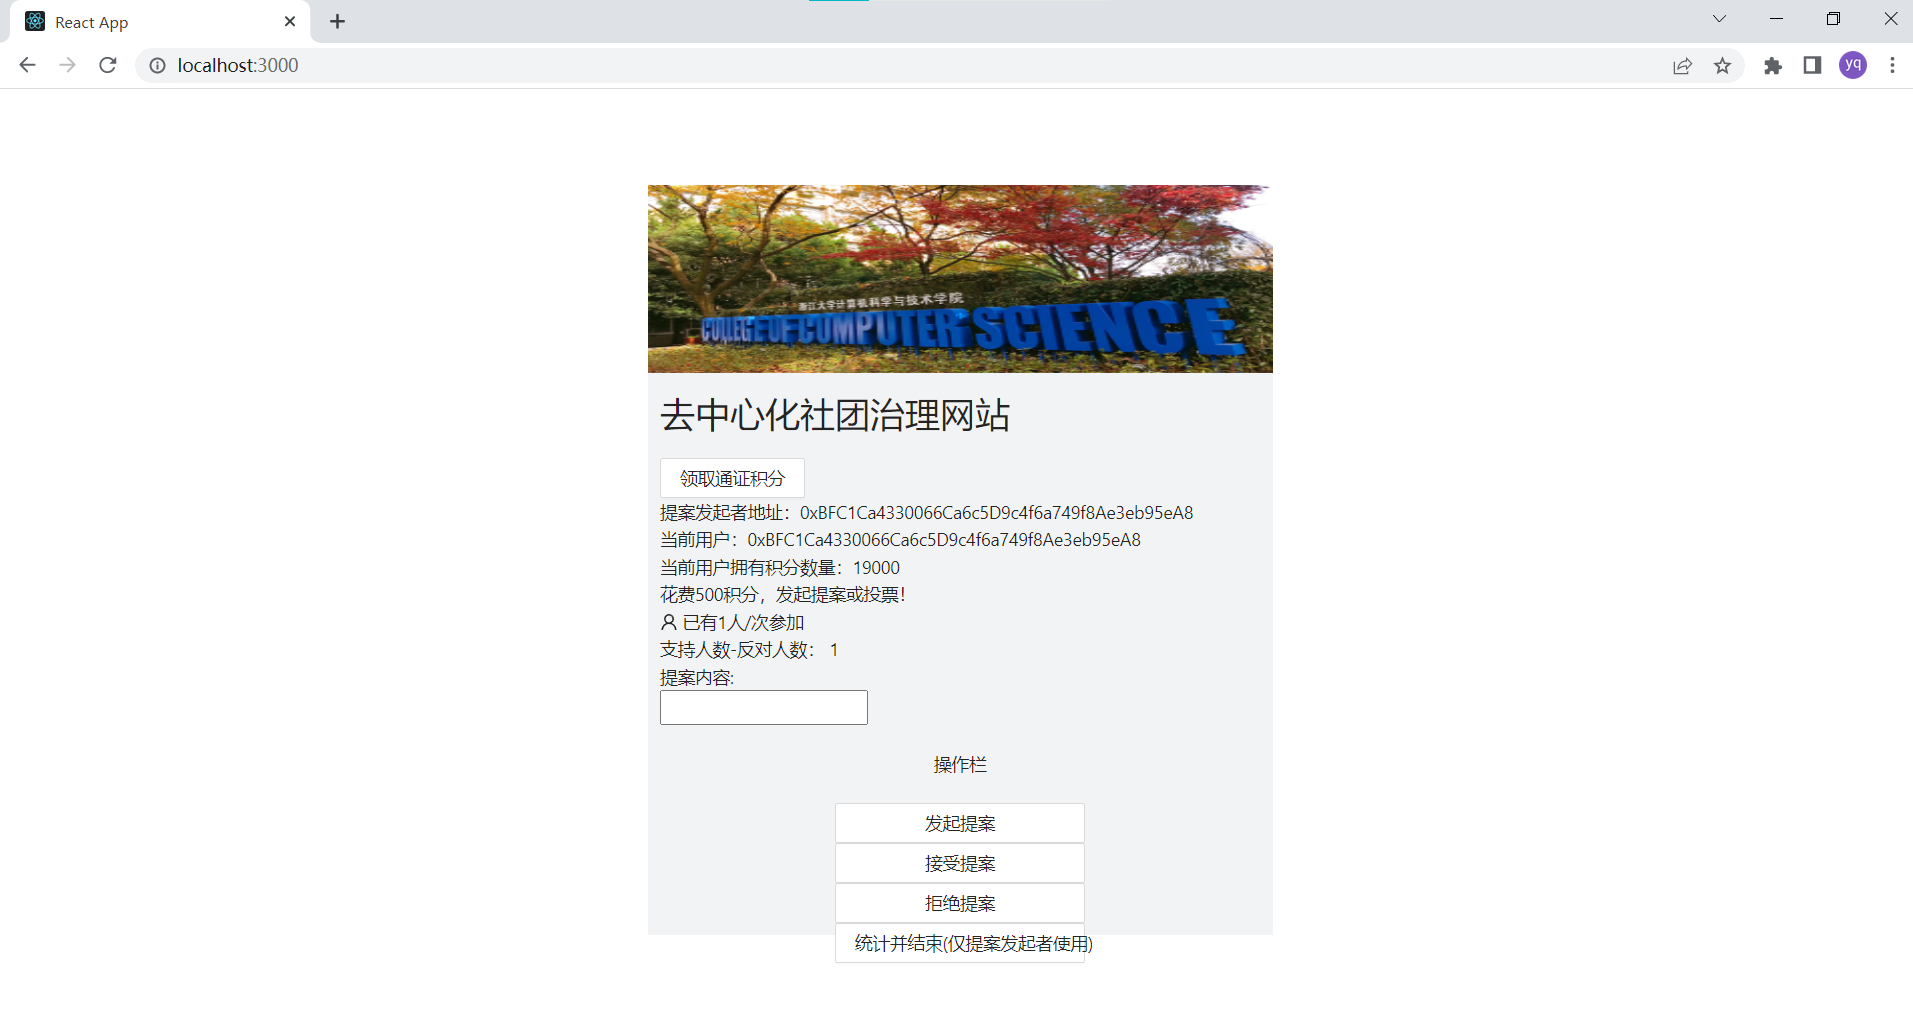 React App
localhost:3000
yq
浙江大学计算机科学与技术学院
COLLEGE OF COMPUTER SCIENCE
去中心化社团治理网站
领取通证积分
提案发起者地址：0xBFC1Ca4330066Ca6c5D9c4f6a749f8Ae3eb95eA8
当前用户：0xBFC1Ca4330066Ca6c5D9c4f6a749f8Ae3eb95eA8
当前用户拥有积分数量：19000
花费500积分，发起提案或投票！
已有1人/次参加
支持人数-反对人数： 1
提案内容:
操作栏
发起提案
接受提案
拒绝提案
统计并结束(仅提案发起者使用)